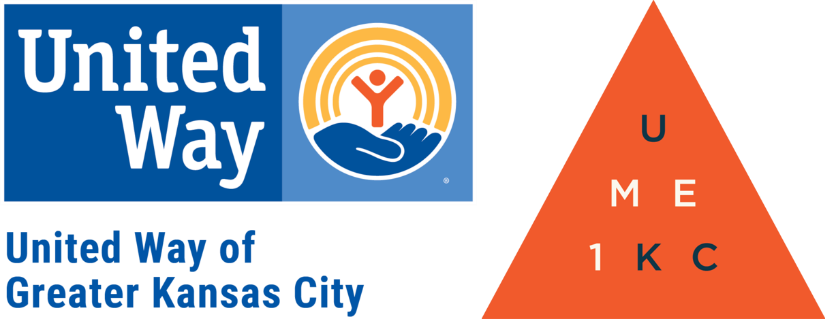 United
Way
®
United Way of
Greater Kansas City
U
M E
1 K C